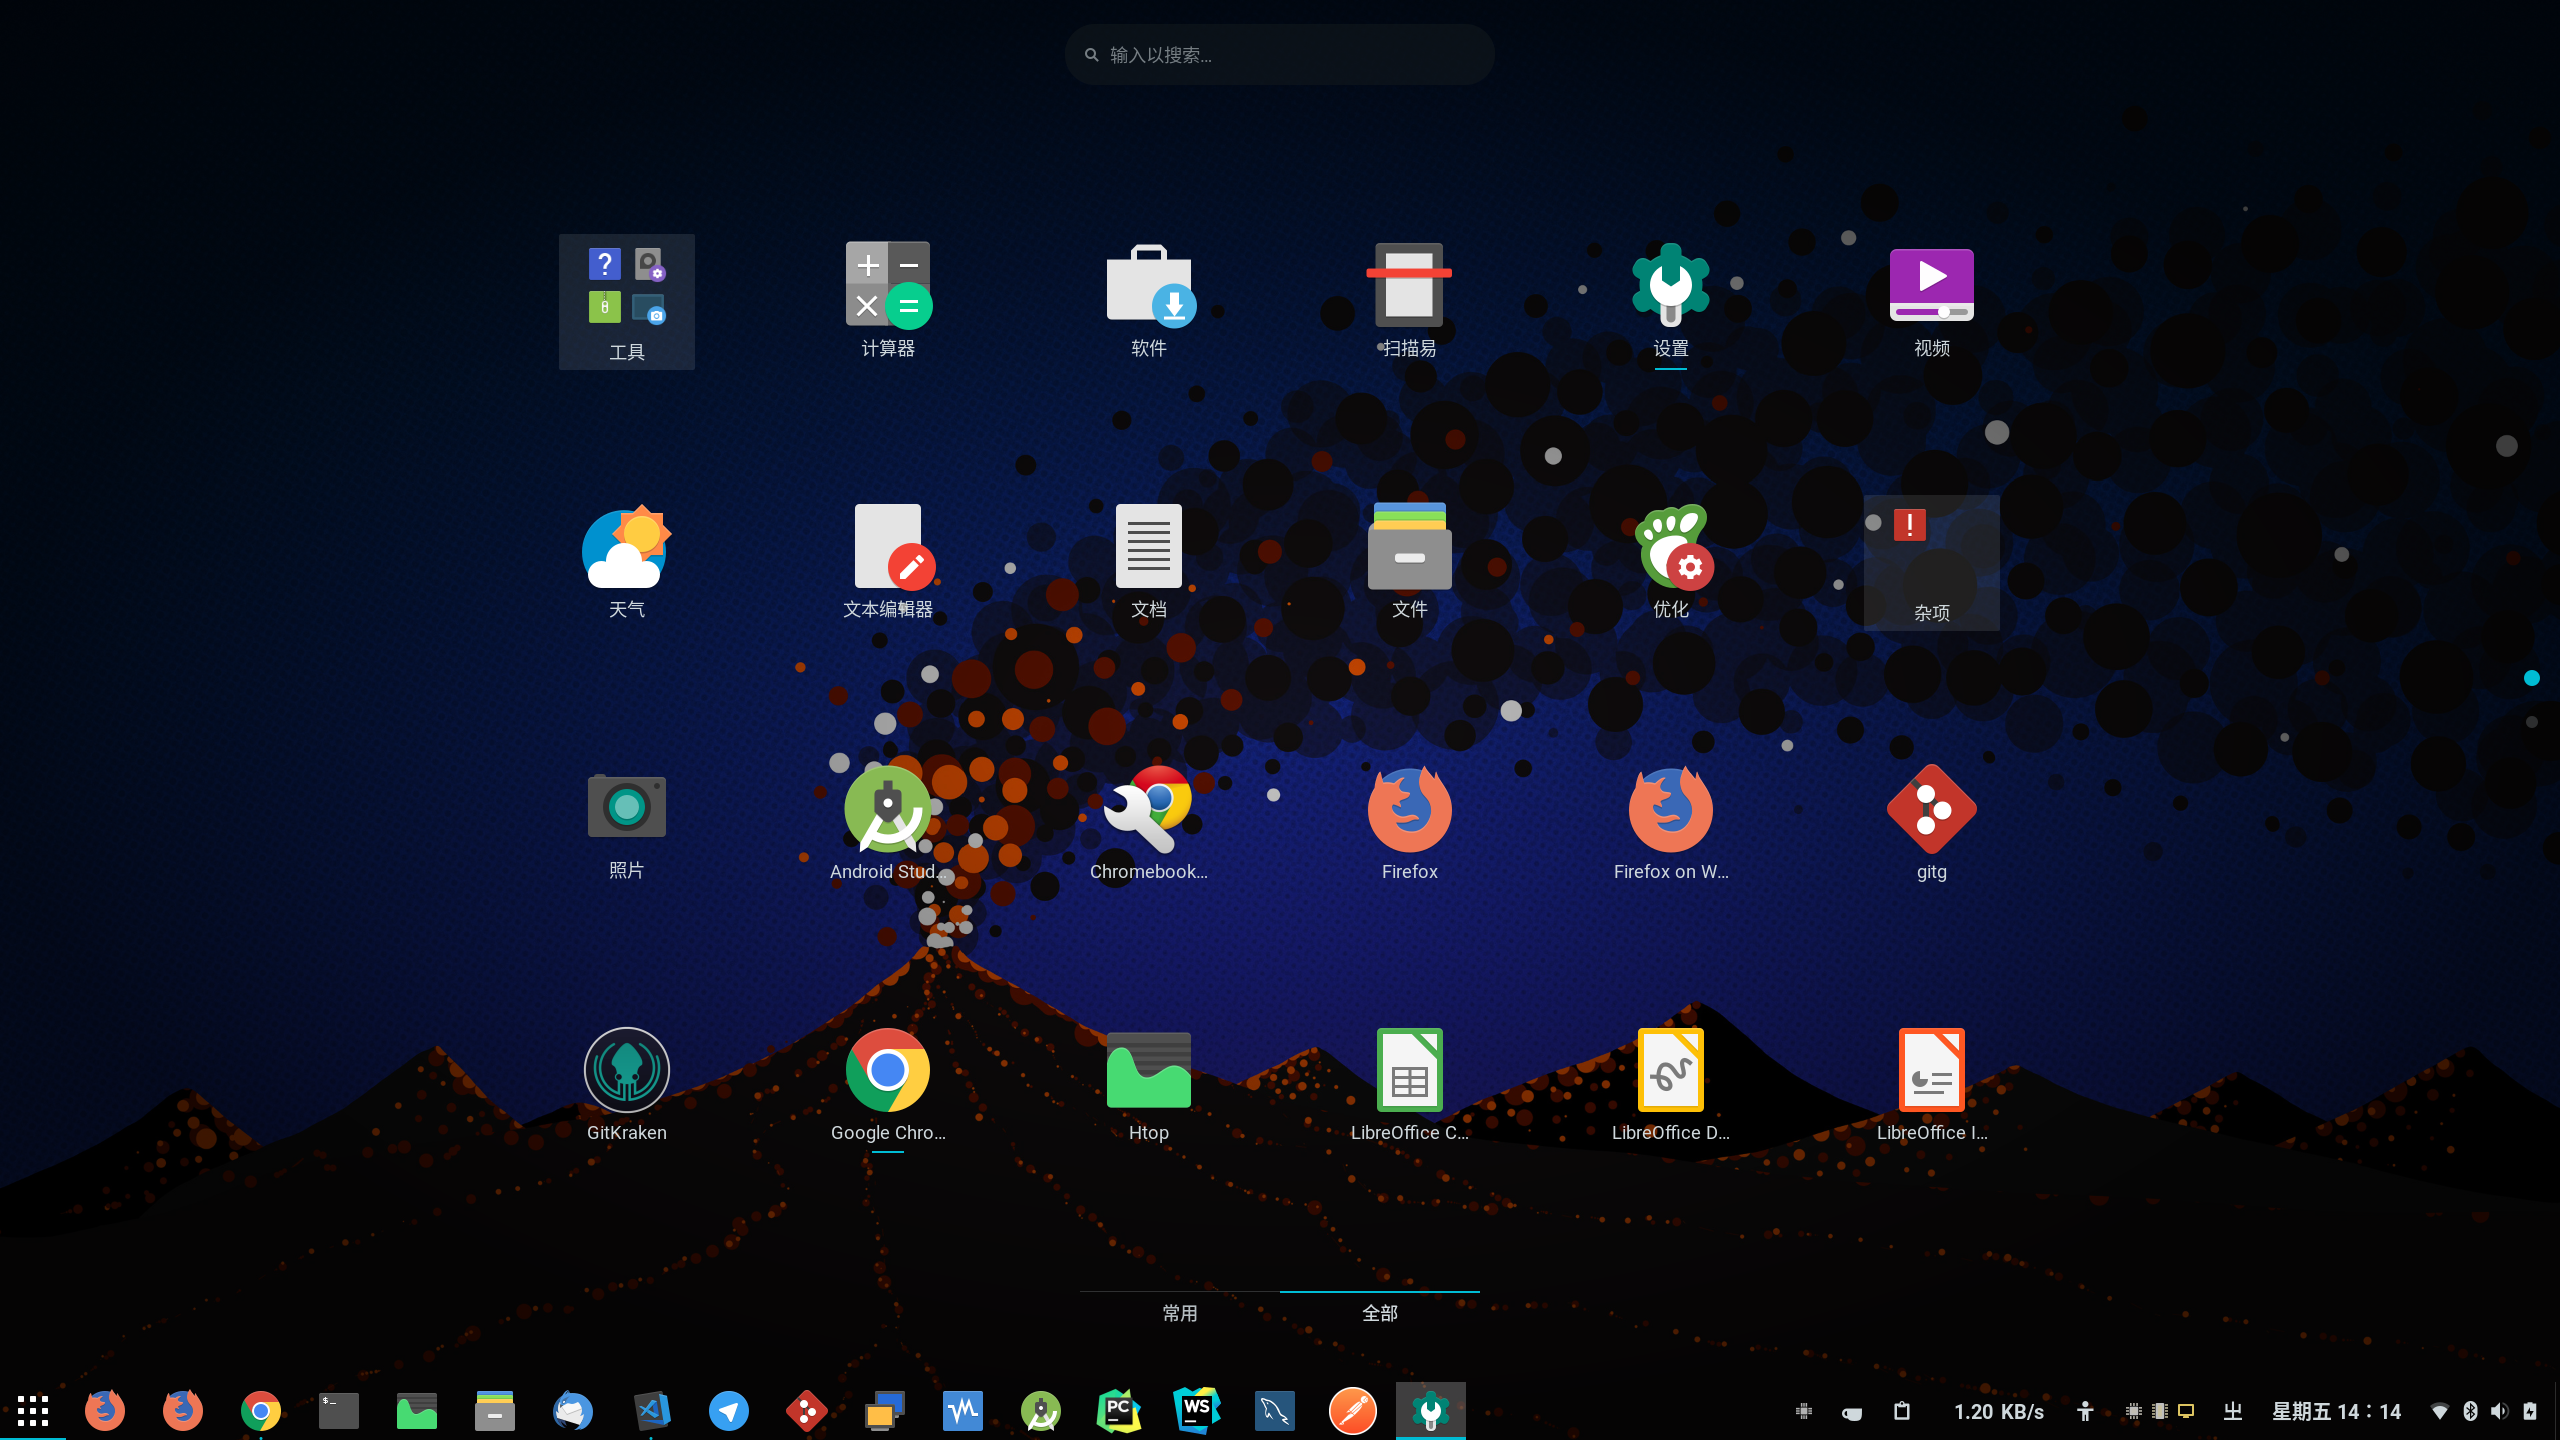 输入以搜索...
工具
计算器
软件
扫描易
设置
视频
天气
文本编辑器
文档
文件
优化
杂项
照片
Android Stud...
Chromebook...
Firefox
Firefox on W...
gitg
GitKraken
Google Chro...
Htop
LibreOffice C...
LibreOffice D...
LibreOffice I...
常用
全部
$_
PC
WS
1.20 KB/s
星期五 14：14